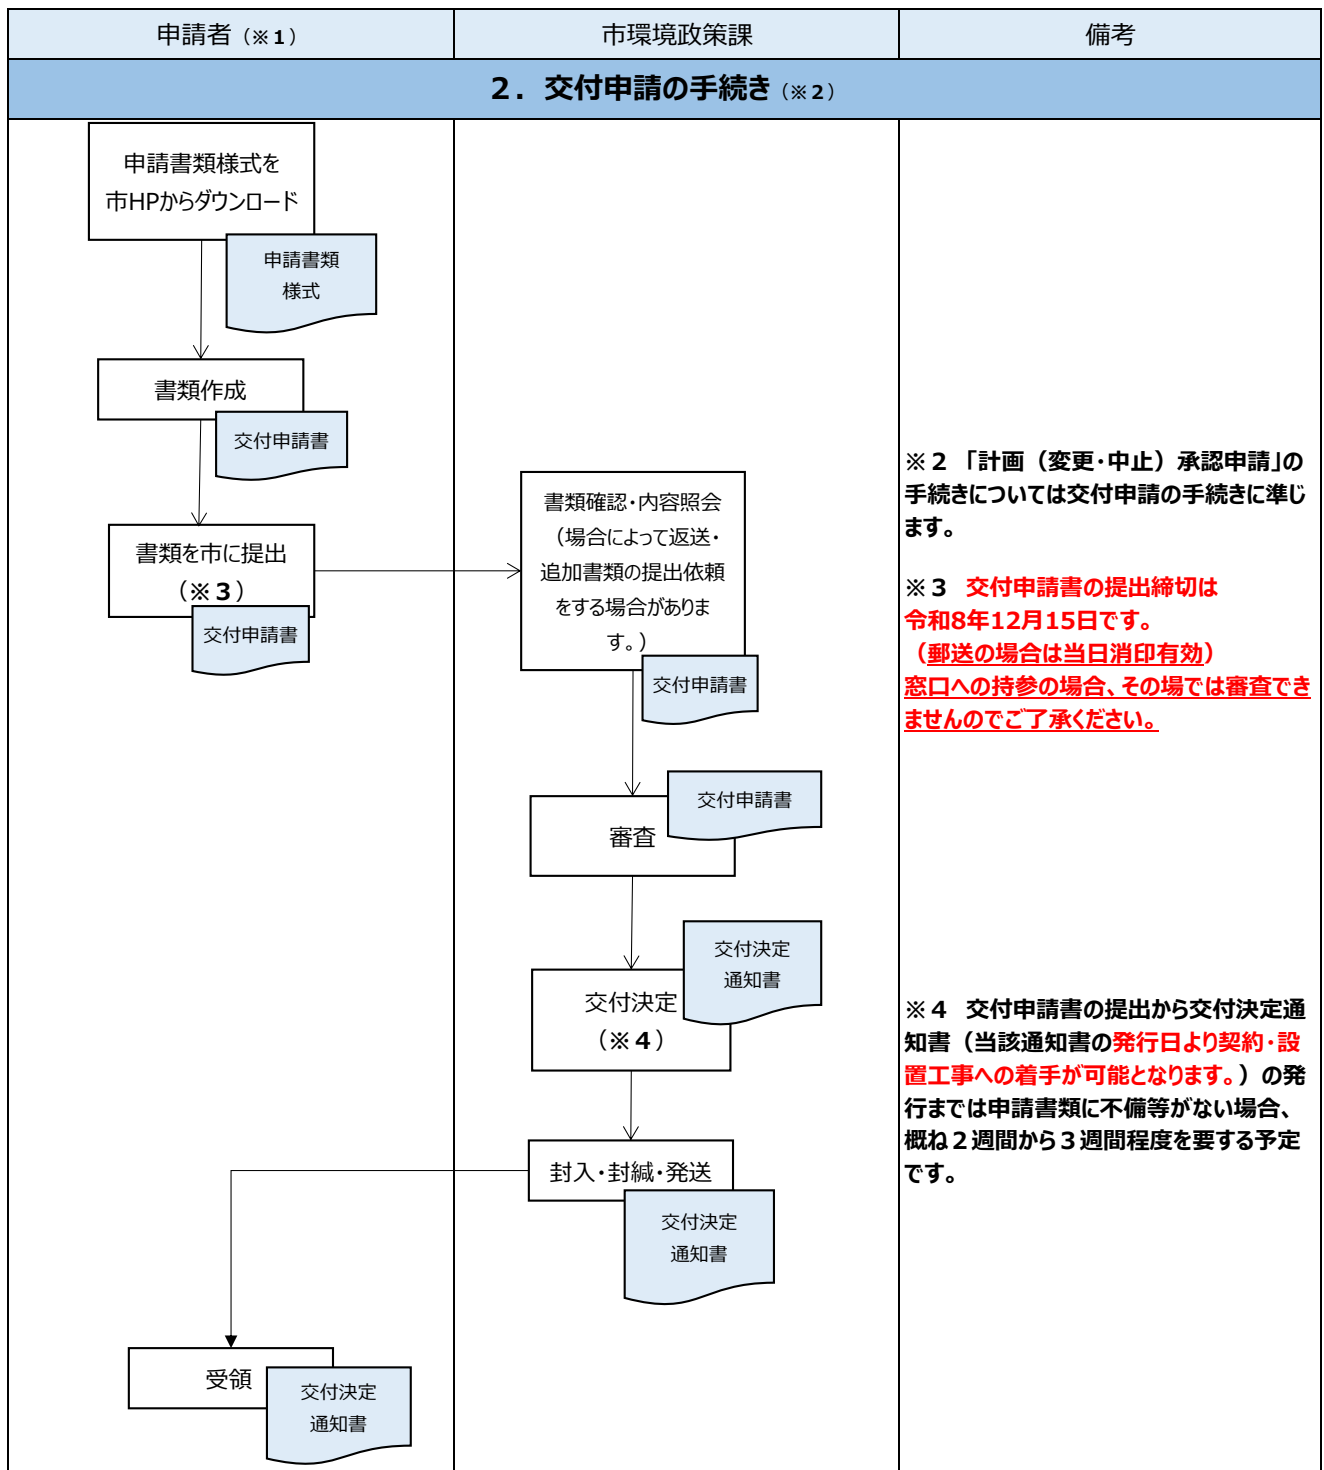 申請者（※１）
市環境政策課
備考
２．交付申請の手続き（※２）
申請書類様式を
市HPからダウンロード
申請書類
様式
書類作成
交付申請書
書類を市に提出
（※３）
交付申請書
書類確認・内容照会
（場合によって返送・
追加書類の提出依頼
をする場合がありま
す。）
交付申請書
交付申請書
審査
交付決定
通知書
交付決定
（※４）
封入・封緘・発送
交付決定
通知書
受領
交付決定
通知書
※２　「計画（変更・中止）承認申請」の
手続きについては交付申請の手続きに準じ
ます。
※３　交付申請書の提出締切は
令和8年12月15日です。
（郵送の場合は当日消印有効）
窓口への持参の場合、その場では審査でき
ませんのでご了承ください。
※４　交付申請書の提出から交付決定通
知書（当該通知書の発行日より契約・設
置工事への着手が可能となります。）の発
行までは申請書類に不備等がない場合、
概ね２週間から３週間程度を要する予定
です。